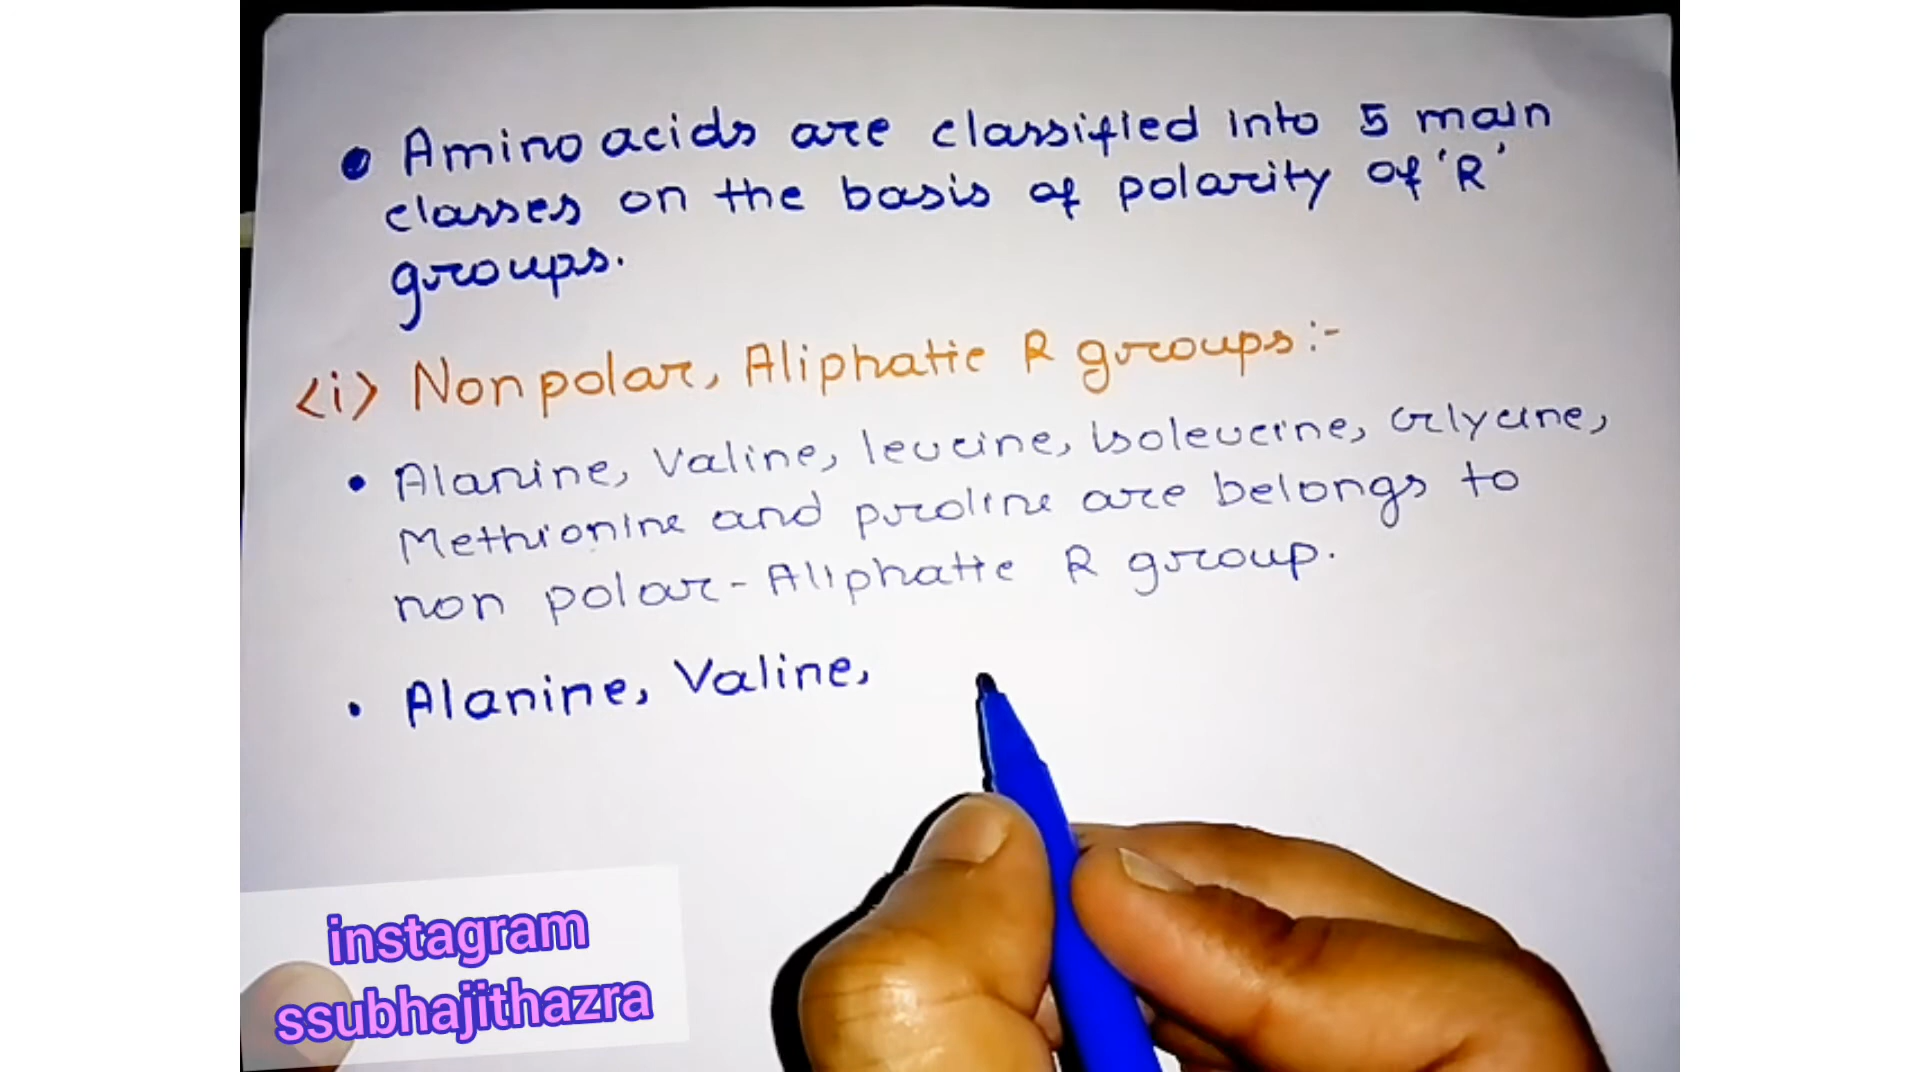 • Amino acids are classified into 5 main
classes on the basis of polarity of 'R'
groups.
<i> Nonpolar, Aliphatic R groups:-
• Alanine, Valine, leucine, isoleucine, Glycine,
Methionine and proline are belongs to
non polar-Aliphatic R group.
• Alanine, Valine,
instagram
ssubhajithazra